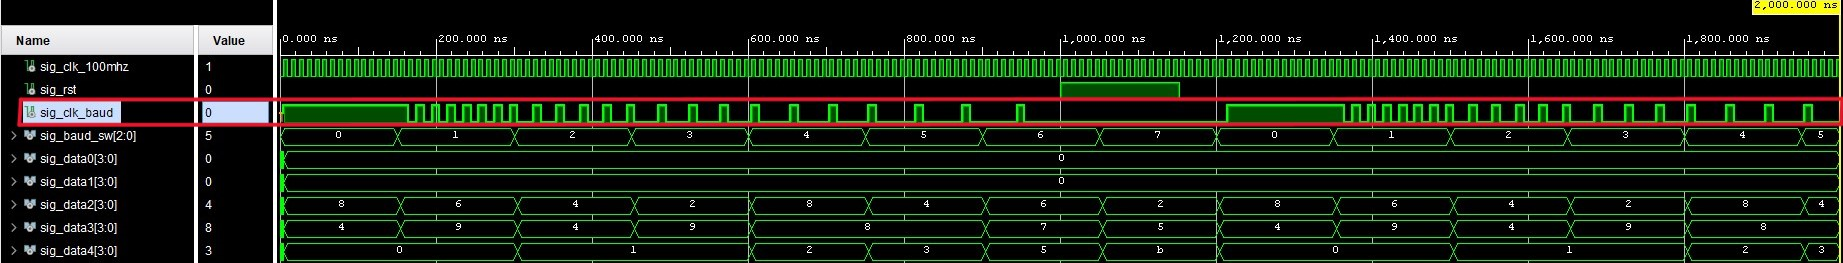 2,000.000 ns
Name Value 0.000 ns 200.000 ns 400.000 ns 600.000 ns 800.000 ns 1,000.000 ns 1,200.000 ns 1,400.000 ns 1,600.000 ns 1,800.000 ns
sig_clk_100mhz 1
sig_rst 0
sig_clk_baud 0
sig_baud_sw[2:0] 5 0 1 2 3 4 5 6 7 0 1 2 3 4 5
sig_data0[3:0] 0 0
sig_data1[3:0] 0 0
sig_data2[3:0] 4 8 6 4 2 8 4 6 2 8 6 4 2 8 4
sig_data3[3:0] 8 4 9 4 9 8 7 5 4 9 4 9 8
sig_data4[3:0] 3 0 1 2 3 5 b 0 1 2 3